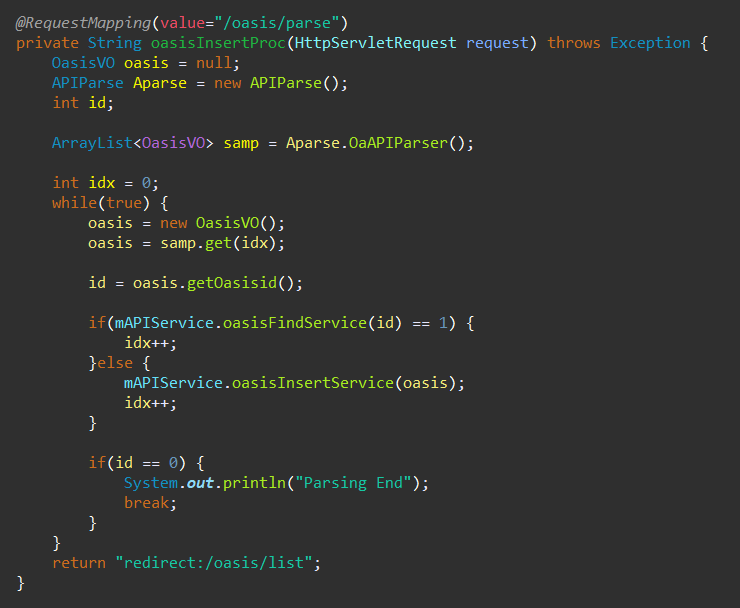 @RequestMapping(value="/oasis/parse")
private String oasisInsertProc(HttpServletRequest request) throws Exception {
    OasisVO oasis = null;
    APIParse Aparse = new APIParse();
    int id;

    ArrayList<OasisVO> samp = Aparse.OaAPIParser();

    int idx = 0;
    while(true) {
        oasis = new OasisVO();
        oasis = samp.get(idx);

        id = oasis.getOasisid();

        if(mAPIService.oasisFindService(id) == 1) {
            idx++;
        }else {
            mAPIService.oasisInsertService(oasis);
            idx++;
        }

        if(id == 0) {
            System.out.println("Parsing End");
            break;
        }
    }
    return "redirect:/oasis/list";
}